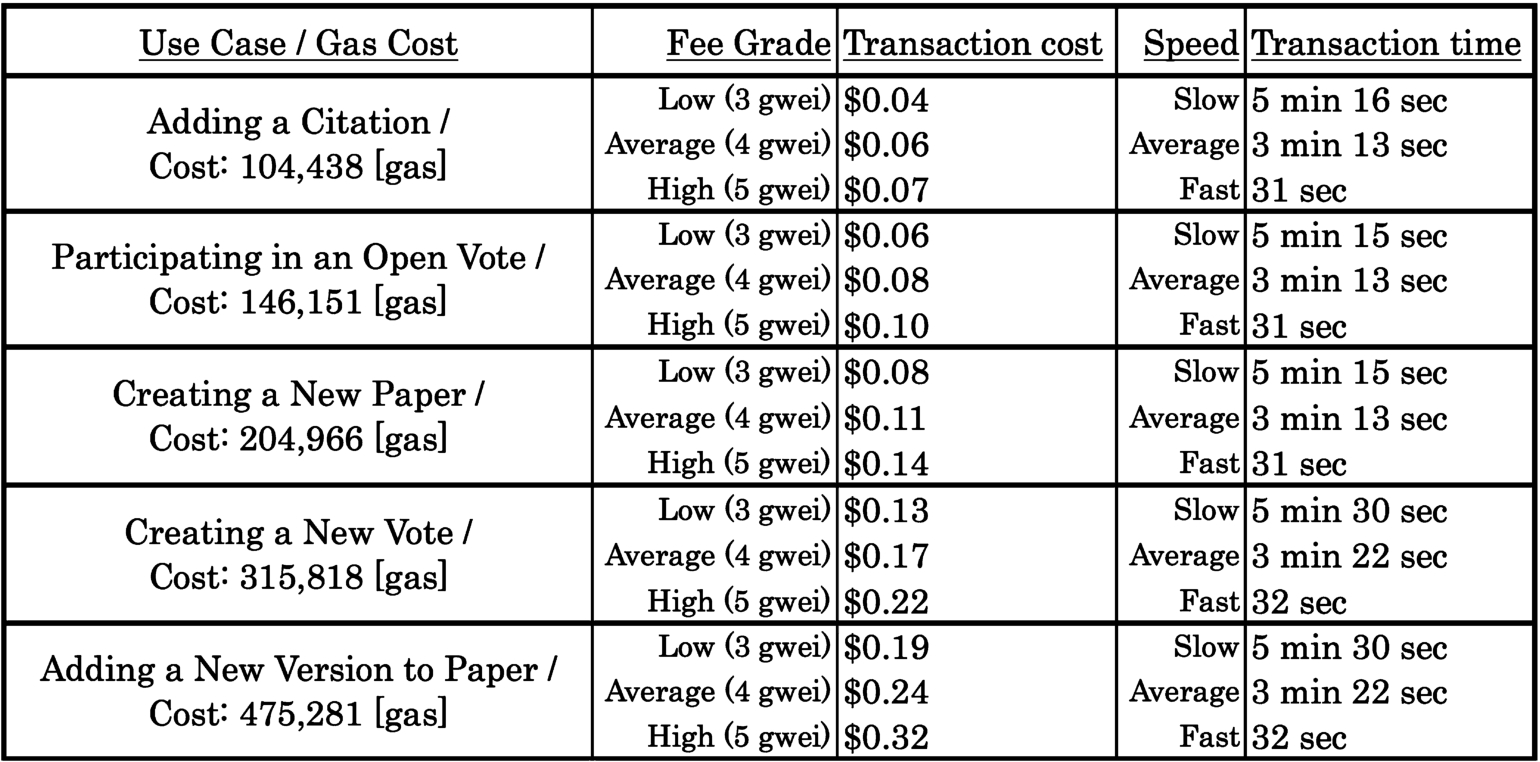 Use Case / Gas Cost Fee Grade Transaction cost Speed Transaction time
Adding a Citation /
Cost: 104,438 [gas]
Low (3 gwei) $0.04 Slow 5 min 16 sec
Average (4 gwei) $0.06 Average 3 min 13 sec
High (5 gwei) $0.07 Fast 31 sec
Participating in an Open Vote /
Cost: 146,151 [gas]
Low (3 gwei) $0.06 Slow 5 min 15 sec
Average (4 gwei) $0.08 Average 3 min 13 sec
High (5 gwei) $0.10 Fast 31 sec
Creating a New Paper /
Cost: 204,966 [gas]
Low (3 gwei) $0.08 Slow 5 min 15 sec
Average (4 gwei) $0.11 Average 3 min 13 sec
High (5 gwei) $0.14 Fast 31 sec
Creating a New Vote /
Cost: 315,818 [gas]
Low (3 gwei) $0.13 Slow 5 min 30 sec
Average (4 gwei) $0.17 Average 3 min 22 sec
High (5 gwei) $0.22 Fast 32 sec
Adding a New Version to Paper /
Cost: 475,281 [gas]
Low (3 gwei) $0.19 Slow 5 min 30 sec
Average (4 gwei) $0.24 Average 3 min 22 sec
High (5 gwei) $0.32 Fast 32 sec